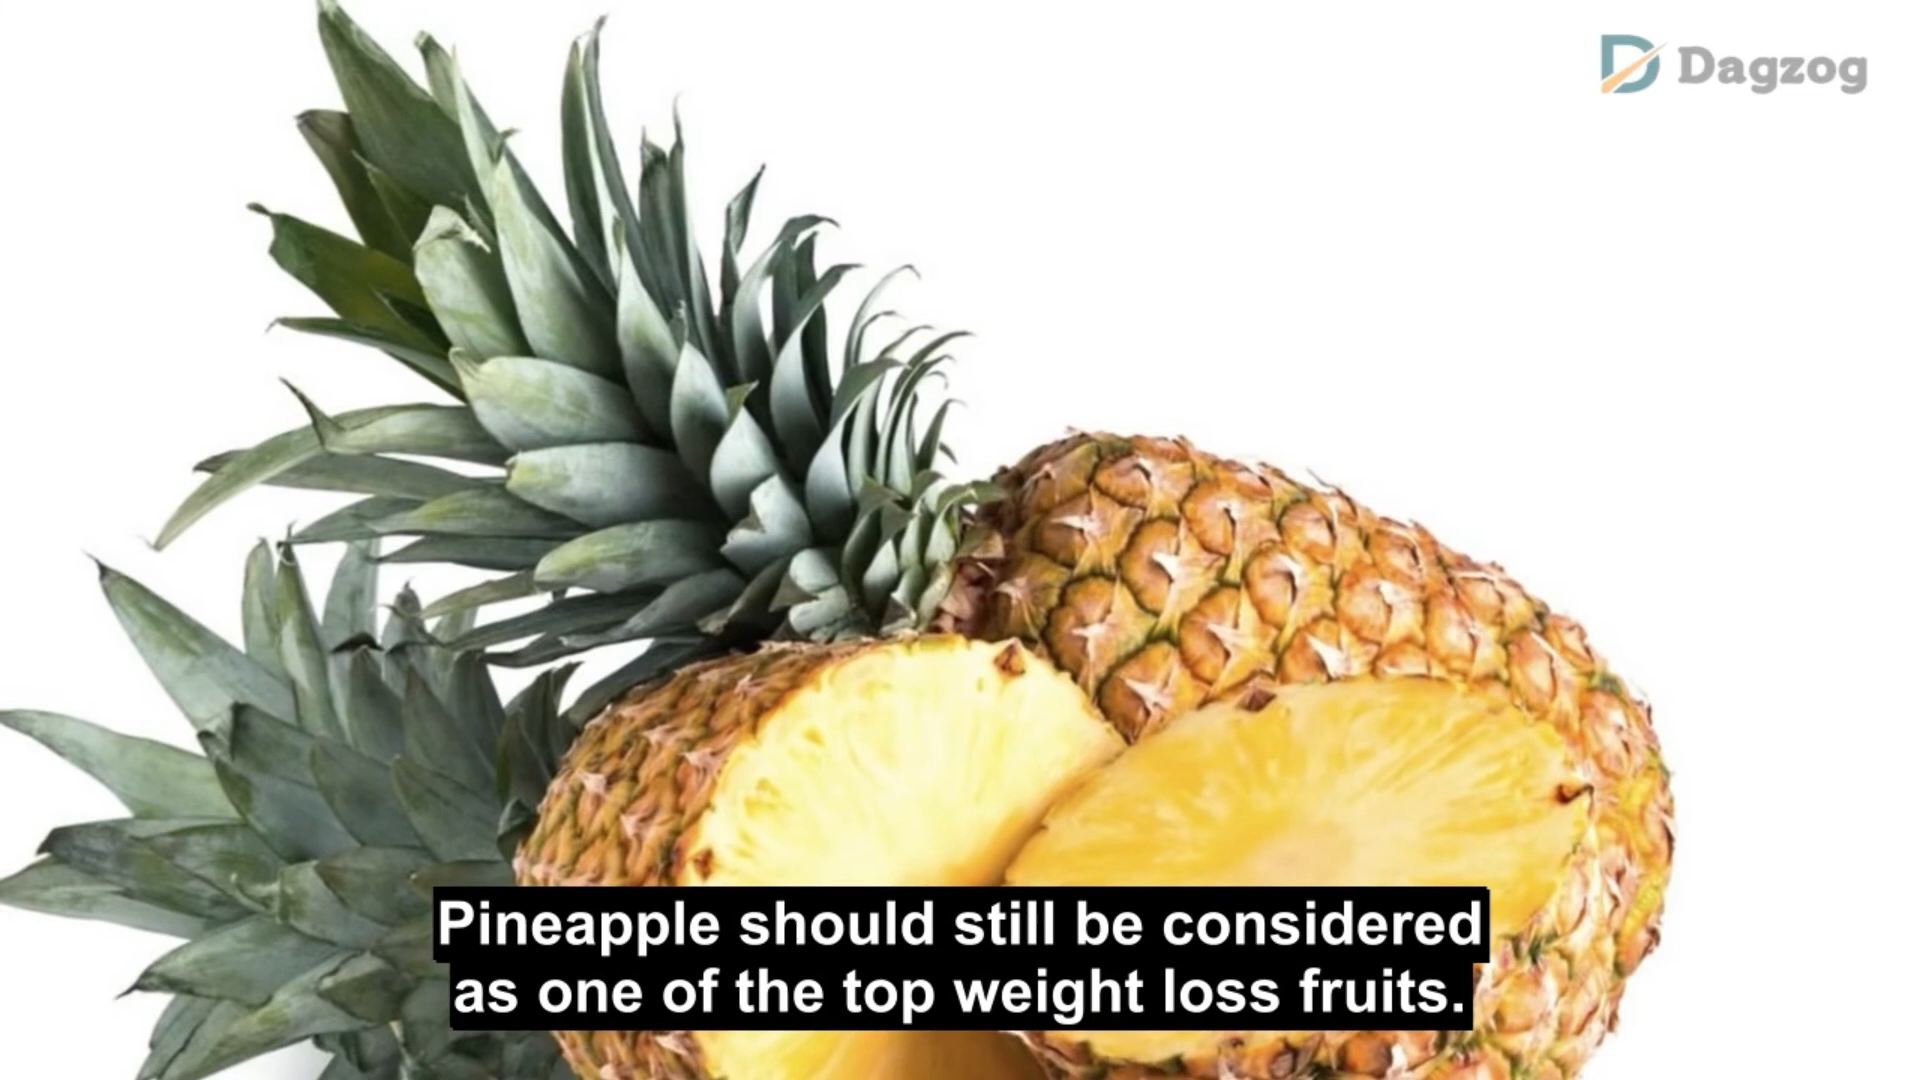 Dagzog
Pineapple should still be considered
as one of the top weight loss fruits.